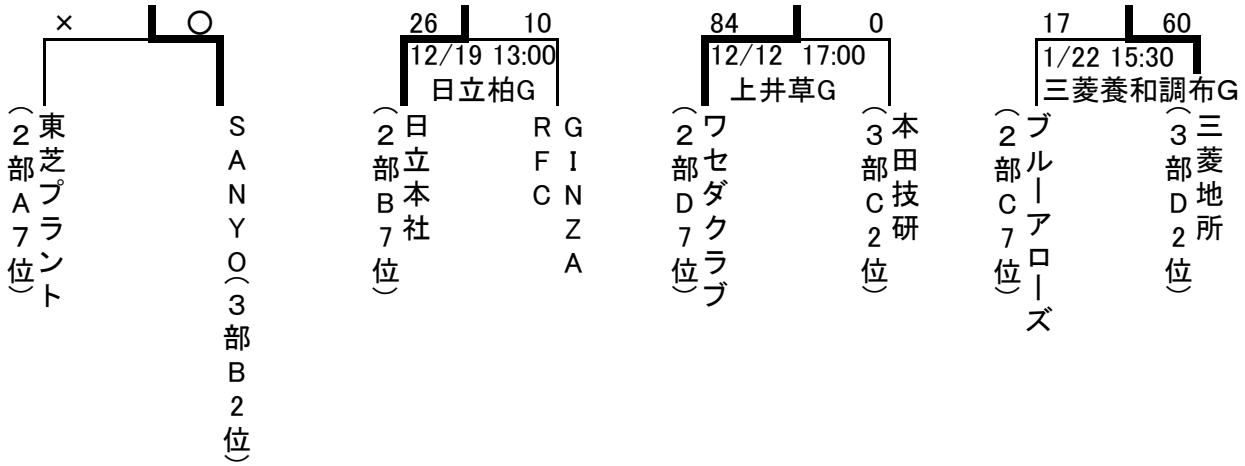 × ○
東芝プラント
(2部A7位)
SANYO(3部B2位)
26 10
12/19 13:00
日立柏G
日立本社
(2部B7位)
GINZA
RFC
84 0
12/12 17:00
上井草G
ワセダクラブ
(2部D7位)
本田技研
(3部C2位)
17 60
1/22 15:30
三菱養和調布G
ブルーアローズ
(2部C7位)
三菱地所
(3部D2位)